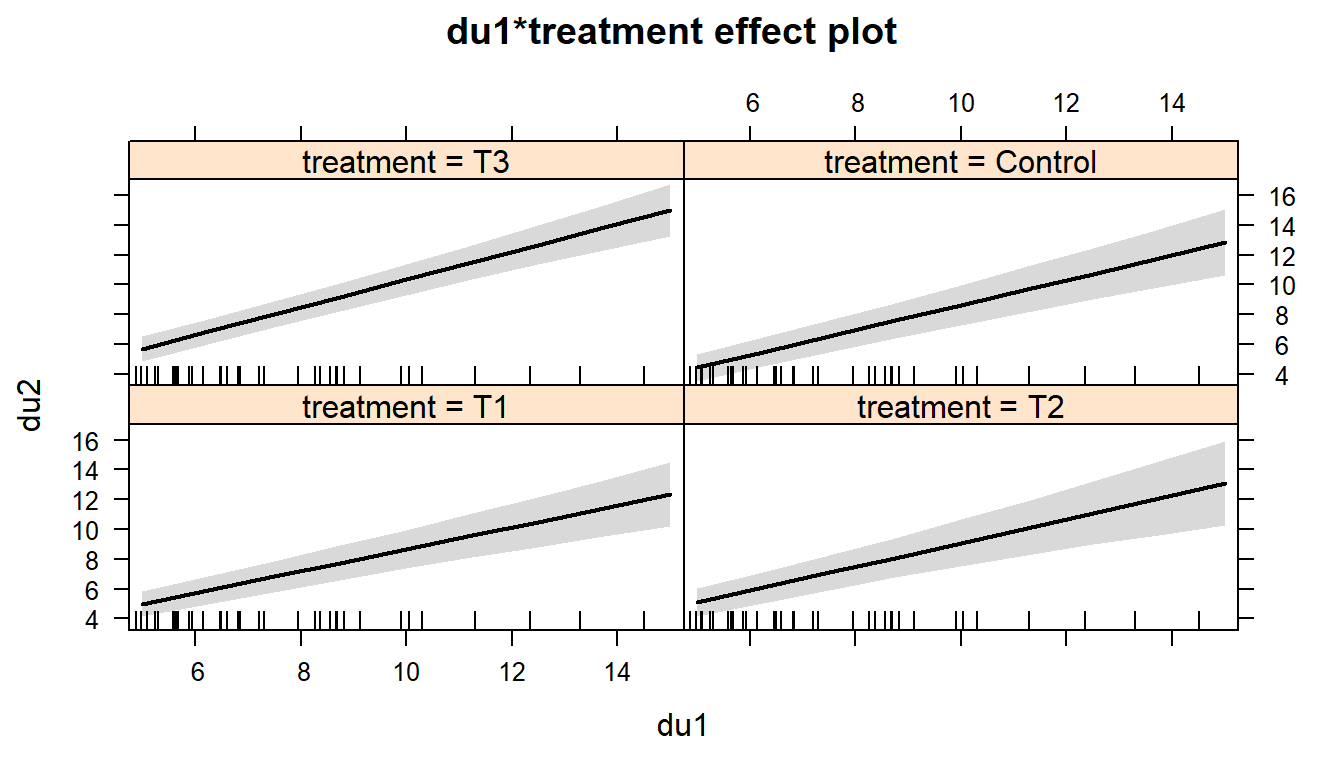 du1*treatment effect plot
6 8 10 12 14
treatment = T3 treatment = Control
16
14
12
10
8
6
4
du2
treatment = T1 treatment = T2
16
14
12
10
8
6
4
6 8 10 12 14
du1